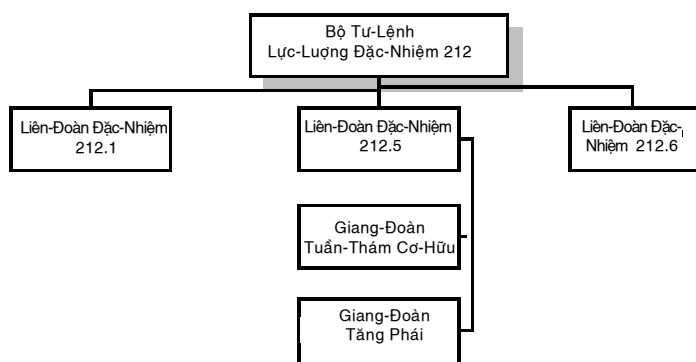 Bộ Tư-Lệnh
Lực-Luợng Đặc-Nhiệm 212
Liên-Đoàn Đặc-Nhiệm
212.1
Liên-Đoàn Đặc-Nhiệm
212.5
Liên-Đoàn Đặc-
Nhiệm 212.6
Giang-Đoàn
Tuần-Thám Cơ-Hữu
Giang-Đoàn
Tăng Phái